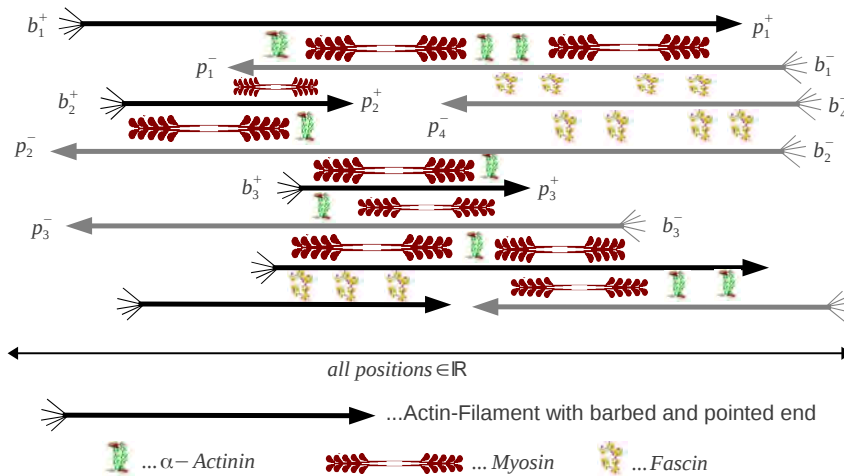 b₁⁺ p₁⁺
p₁⁻ b₁⁻
b₂⁺ p₂⁺ b₄⁻
p₂⁻ p₄⁻ b₂⁻
b₃⁺ p₃⁺
p₃⁻ b₃⁻
all positions ∈ ℝ
...Actin-Filament with barbed and pointed end
... α− Actinin ... Myosin ... Fascin